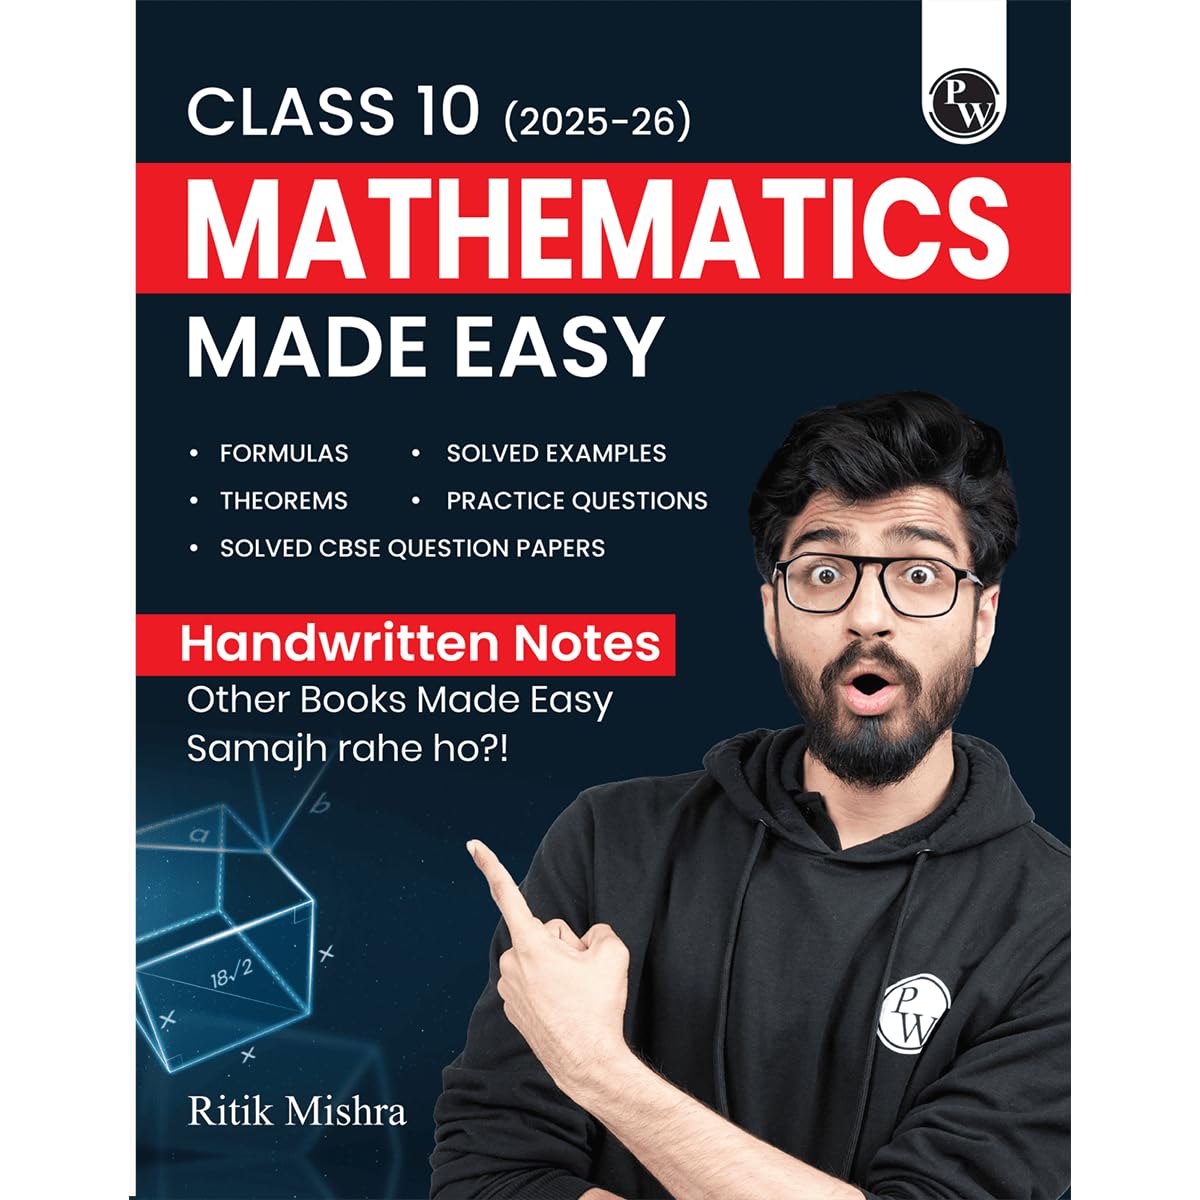 CLASS 10 (2025-26)
PW
MATHEMATICS
MADE EASY
• FORMULAS • SOLVED EXAMPLES
• THEOREMS • PRACTICE QUESTIONS
• SOLVED CBSE QUESTION PAPERS
Handwritten Notes
Other Books Made Easy
Samajh rahe ho?!
b
a
18√2
x
x
x
PW
Ritik Mishra